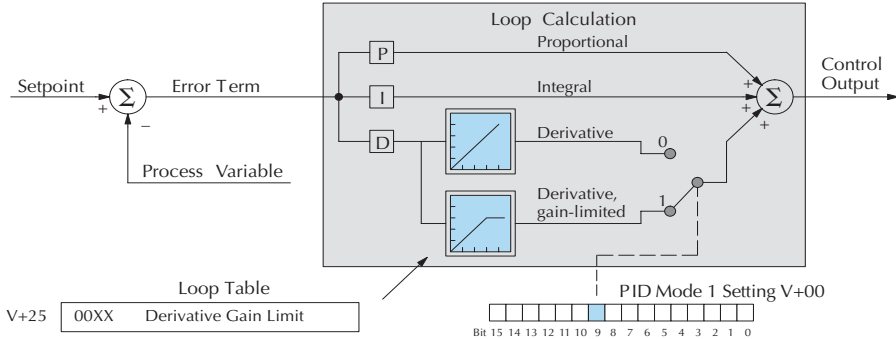 Loop Calculation
Setpoint
+
Σ
−
Error Term
Process Variable
P
Proportional
I
Integral
D
Derivative
0
Derivative,
gain-limited
1
+
+
+
Σ
Control
Output
Loop Table
V+25
00XX Derivative Gain Limit
PID Mode 1 Setting V+00
Bit 15 14 13 12 11 10 9 8 7 6 5 4 3 2 1 0